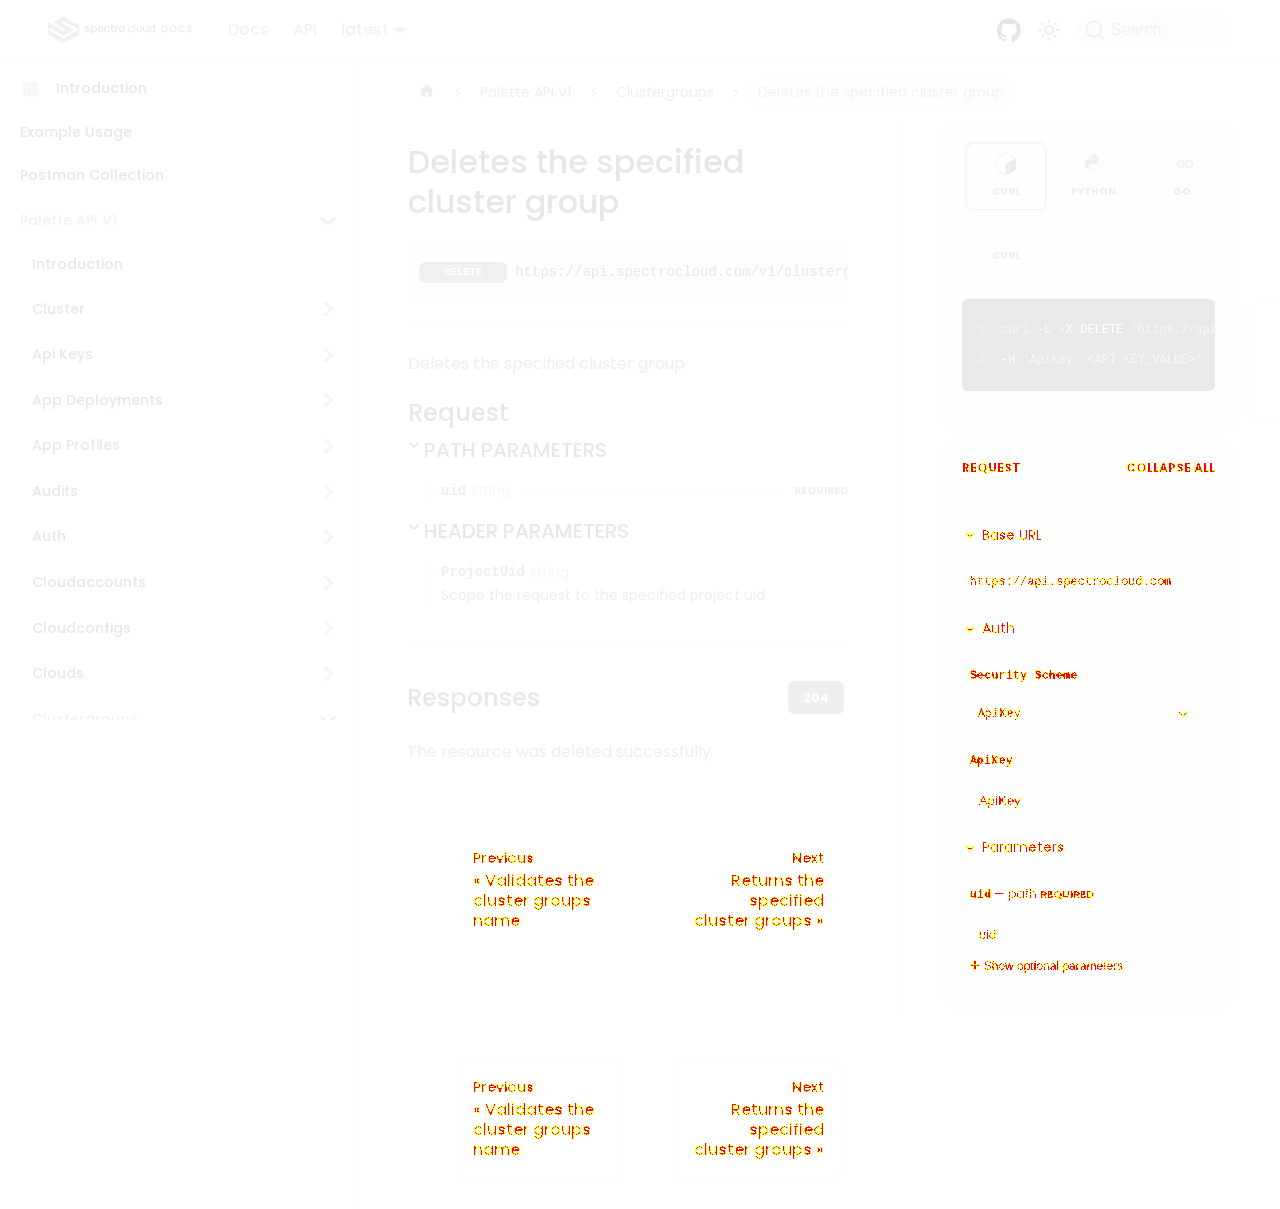 spectro cloud DOCS
Docs
API
latest
Search
Introduction
Example Usage
Postman Collection
Palette API V1
Introduction
Cluster
Api Keys
App Deployments
App Profiles
Audits
Auth
Cloudaccounts
Cloudconfigs
Clouds
Clustergroups
Palette API V1
Clustergroups
Deletes the specified cluster group
Deletes the specified
cluster group
DELETE https://api.spectrocloud.com/v1/clusterg
Deletes the specified cluster group
Request
PATH PARAMETERS
uid string REQUIRED
HEADER PARAMETERS
ProjectUid string
Scope the request to the specified project uid
Responses
204
The resource was deleted successfully
Previous
« Validates the
cluster groups
name
Next
Returns the
specified
cluster groups »
Previous
« Validates the
cluster groups
name
Next
Returns the
specified
cluster groups »
CURL
PYTHON
GO
CURL
1 curl -L -X DELETE 'https://api
2 -H 'ApiKey: <API_KEY_VALUE>'
REQUEST COLLAPSE ALL
Base URL
https://api.spectrocloud.com
Auth
Security Scheme
ApiKey
ApiKey
ApiKey
Parameters
uid — path REQUIRED
uid
Show optional parameters